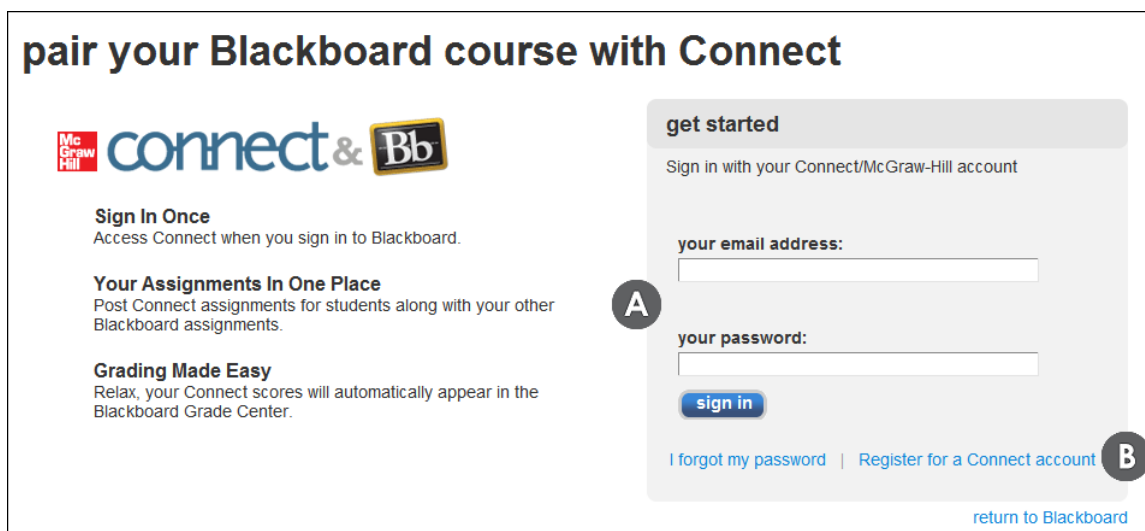 pair your Blackboard course with Connect
Mc
Graw
Hill
connect & Bb
Sign In Once
Access Connect when you sign in to Blackboard.
Your Assignments In One Place
Post Connect assignments for students along with your other
Blackboard assignments.
Grading Made Easy
Relax, your Connect scores will automatically appear in the
Blackboard Grade Center.
get started
Sign in with your Connect/McGraw-Hill account
your email address:
A
your password:
sign in
I forgot my password | Register for a Connect account B
return to Blackboard